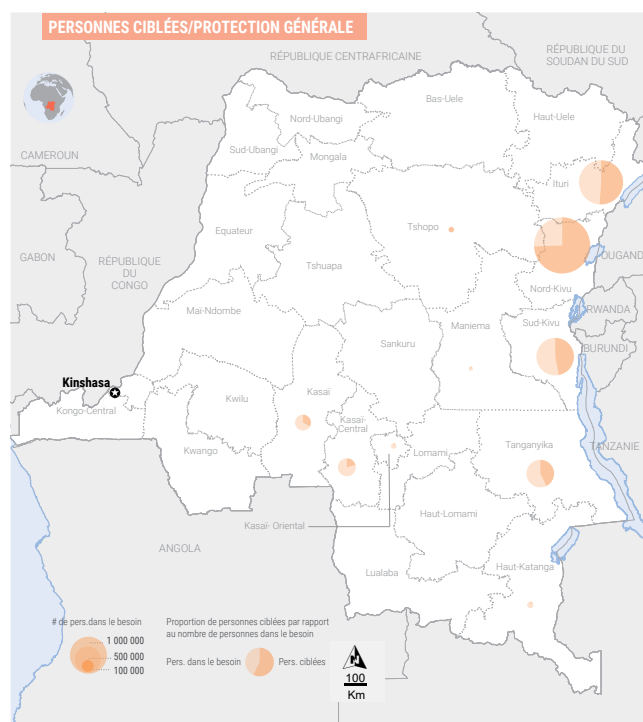 PERSONNES CIBLÉES/PROTECTION GÉNÉRALE
RÉPUBLIQUE CENTRAFRICAINE
RÉPUBLIQUE DU
SOUDAN DU SUD
Bas-Uele
Nord-Ubangi
Haut-Uele
Sud-Ubangi
Mongala
CAMEROUN
Ituri
Equateur
Tshopo
GABON
RÉPUBLIQUE
DU
CONGO
Tshuapa
OUGAND
Nord-Kivu
Mai-Ndombe
RWANDA
Maniema
Sud-Kivu
Sankuru
BURUNDI
Kinshasa
Kasaï
Kwilu
Kongo-Central
Kasaï-
Central
Kwango
Lomami
Tanganyika
TANZANIE
Haut-Lomami
Kasaï- Oriental
ANGOLA
Lualaba
Haut-Katanga
# de pers.dans le besoin
1 000 000
500 000
100 000
Proportion de personnes ciblées par rapport
au nombre de personnes dans le besoin
Pers. dans le besoin
Pers. ciblées
N
100
Km